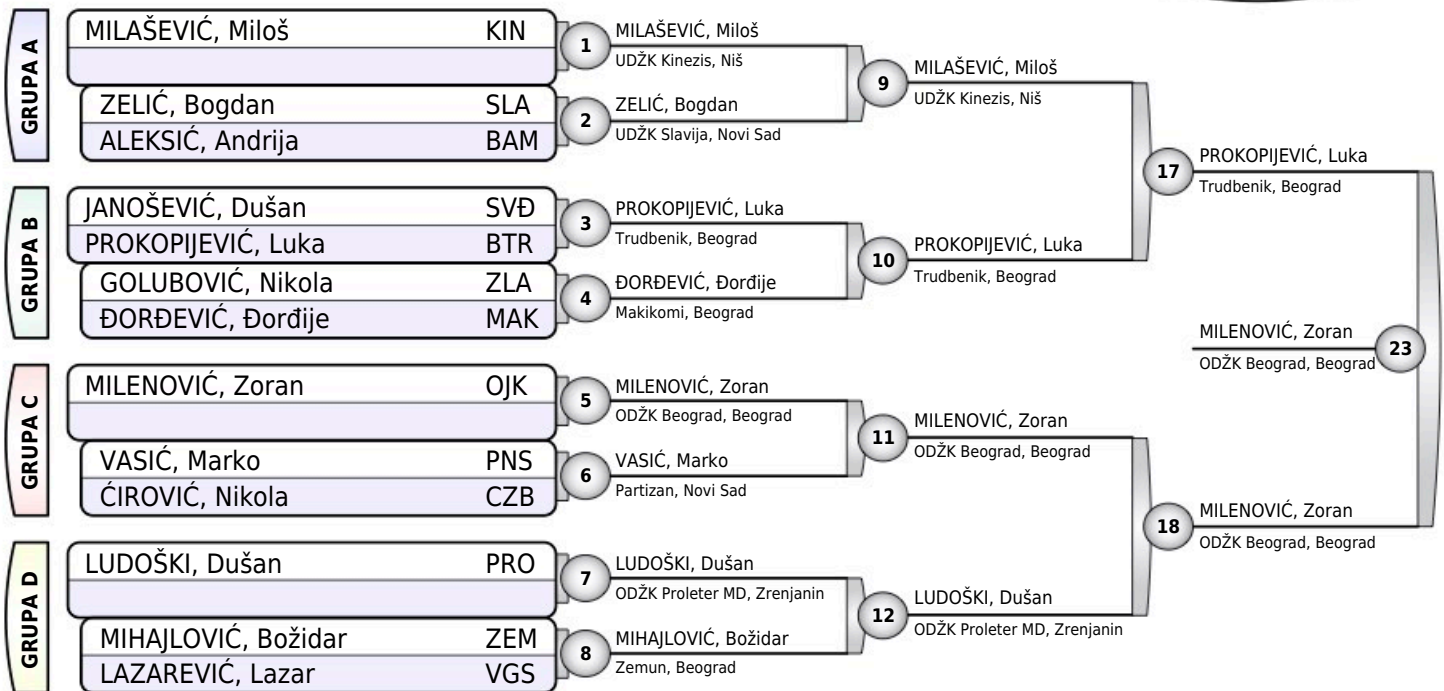 GRUPA A
MILAŠEVIĆ, Miloš KIN
ZELIĆ, Bogdan SLA
ALEKSIĆ, Andrija BAM
GRUPA B
JANOŠEVIĆ, Dušan SVĐ
PROKOPIJEVIĆ, Luka BTR
GOLUBOVIĆ, Nikola ZLA
ĐORĐEVIĆ, Đorđije MAK
GRUPA C
MILENOVIĆ, Zoran OJK
VASIĆ, Marko PNS
ĆIROVIĆ, Nikola CZB
GRUPA D
LUDOŠKI, Dušan PRO
MIHAJLOVIĆ, Božidar ZEM
LAZAREVIĆ, Lazar VGS
1
MILAŠEVIĆ, Miloš
UDŽK Kinezis, Niš
2
ZELIĆ, Bogdan
UDŽK Slavija, Novi Sad
3
PROKOPIJEVIĆ, Luka
Trudbenik, Beograd
4
ĐORĐEVIĆ, Đorđije
Makikomi, Beograd
5
MILENOVIĆ, Zoran
ODŽK Beograd, Beograd
6
VASIĆ, Marko
Partizan, Novi Sad
7
LUDOŠKI, Dušan
ODŽK Proleter MD, Zrenjanin
8
MIHAJLOVIĆ, Božidar
Zemun, Beograd
9
MILAŠEVIĆ, Miloš
UDŽK Kinezis, Niš
10
PROKOPIJEVIĆ, Luka
Trudbenik, Beograd
11
MILENOVIĆ, Zoran
ODŽK Beograd, Beograd
12
LUDOŠKI, Dušan
ODŽK Proleter MD, Zrenjanin
17
PROKOPIJEVIĆ, Luka
Trudbenik, Beograd
18
MILENOVIĆ, Zoran
ODŽK Beograd, Beograd
MILENOVIĆ, Zoran
ODŽK Beograd, Beograd
23